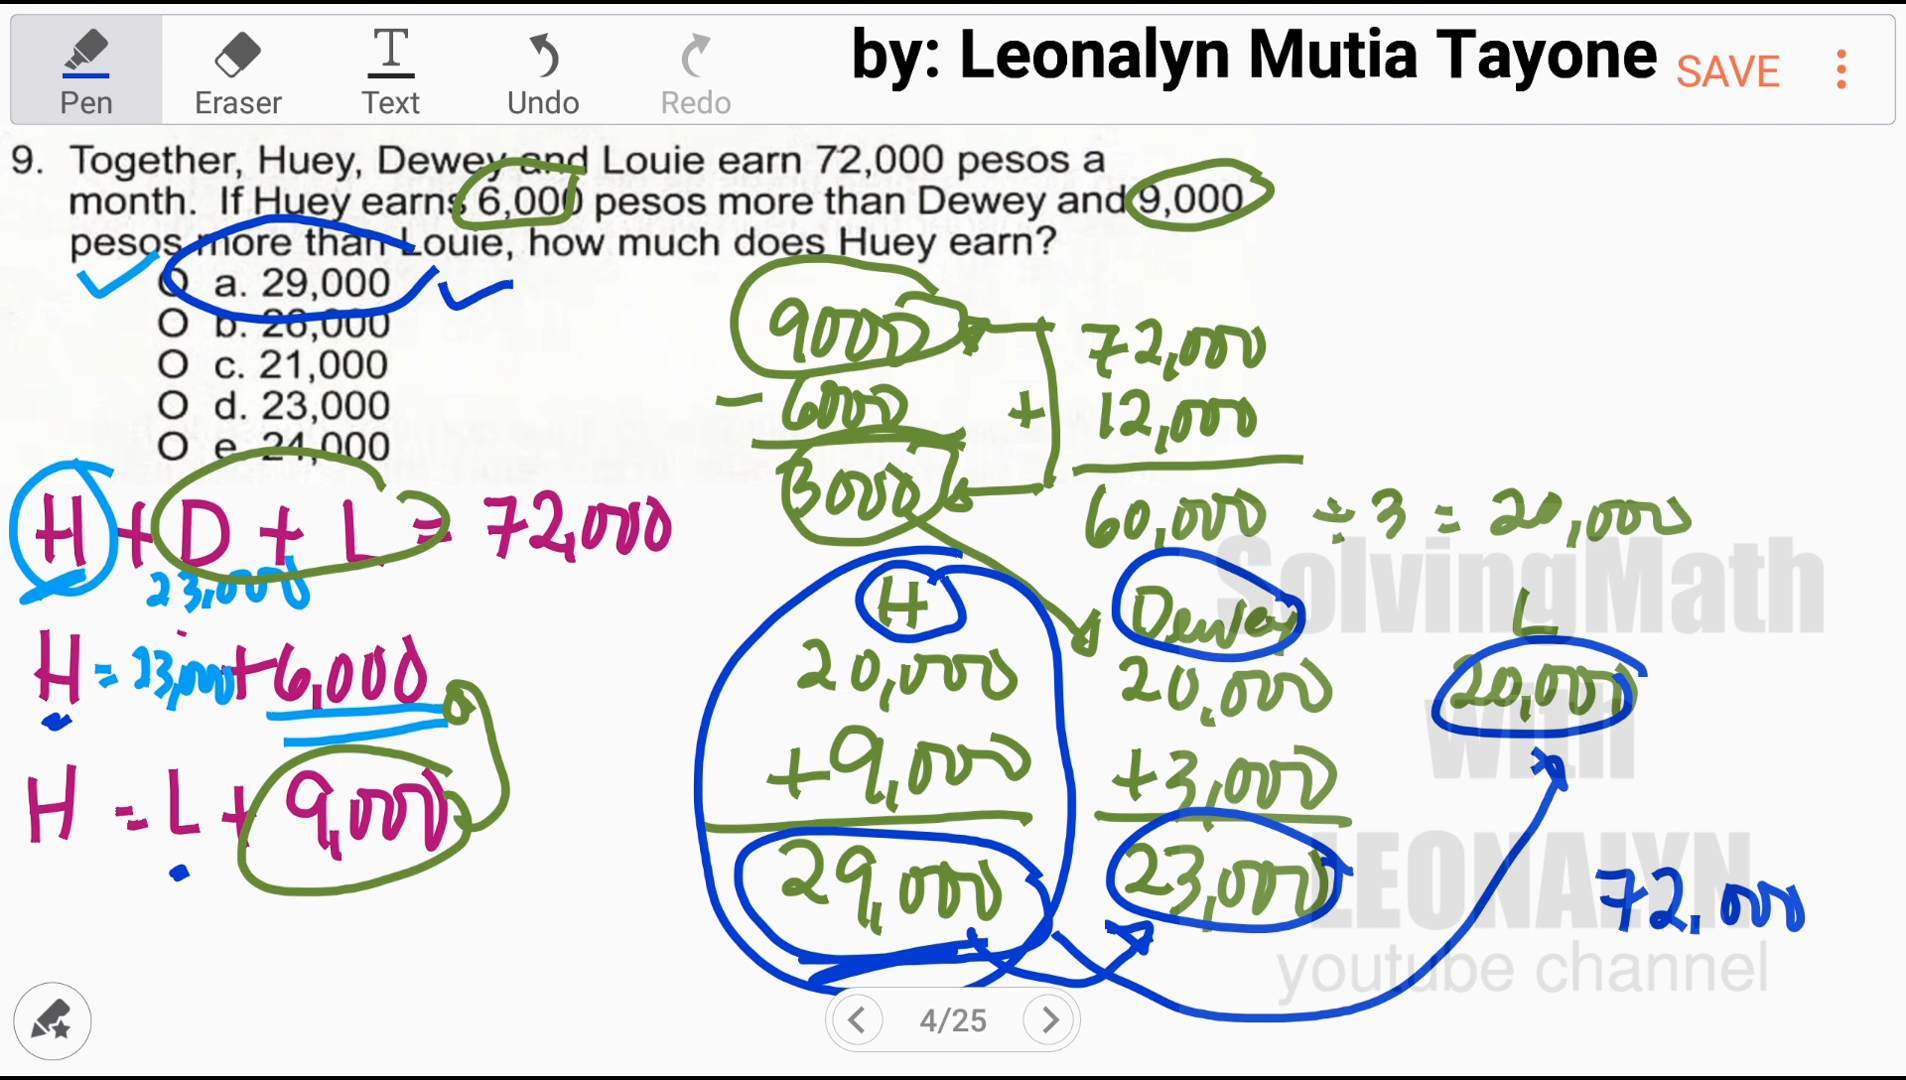 by: Leonalyn Mutia Tayone
SAVE
Pen
Eraser
Text
Undo
Redo
9. Together, Huey, Dewey and Louie earn 72,000 pesos a
month. If Huey earns 6,000 pesos more than Dewey and 9,000
pesos more than Louie, how much does Huey earn?
O a. 29,000
O b. 26,000
O c. 21,000
O d. 23,000
O e. 24,000
H + D + L = 72,000
23,000
H = 23,000 + 6,000
H = L + 9,000
9000
- 6000
3000
72,000
+ 12,000
60,000 ÷ 3 = 20,000
H
20,000
+9,000
29,000
Dewey
20,000
+3,000
23,000
L
20,000
72,000
SolvingMath
with
LEONALYN
youtube channel
4/25